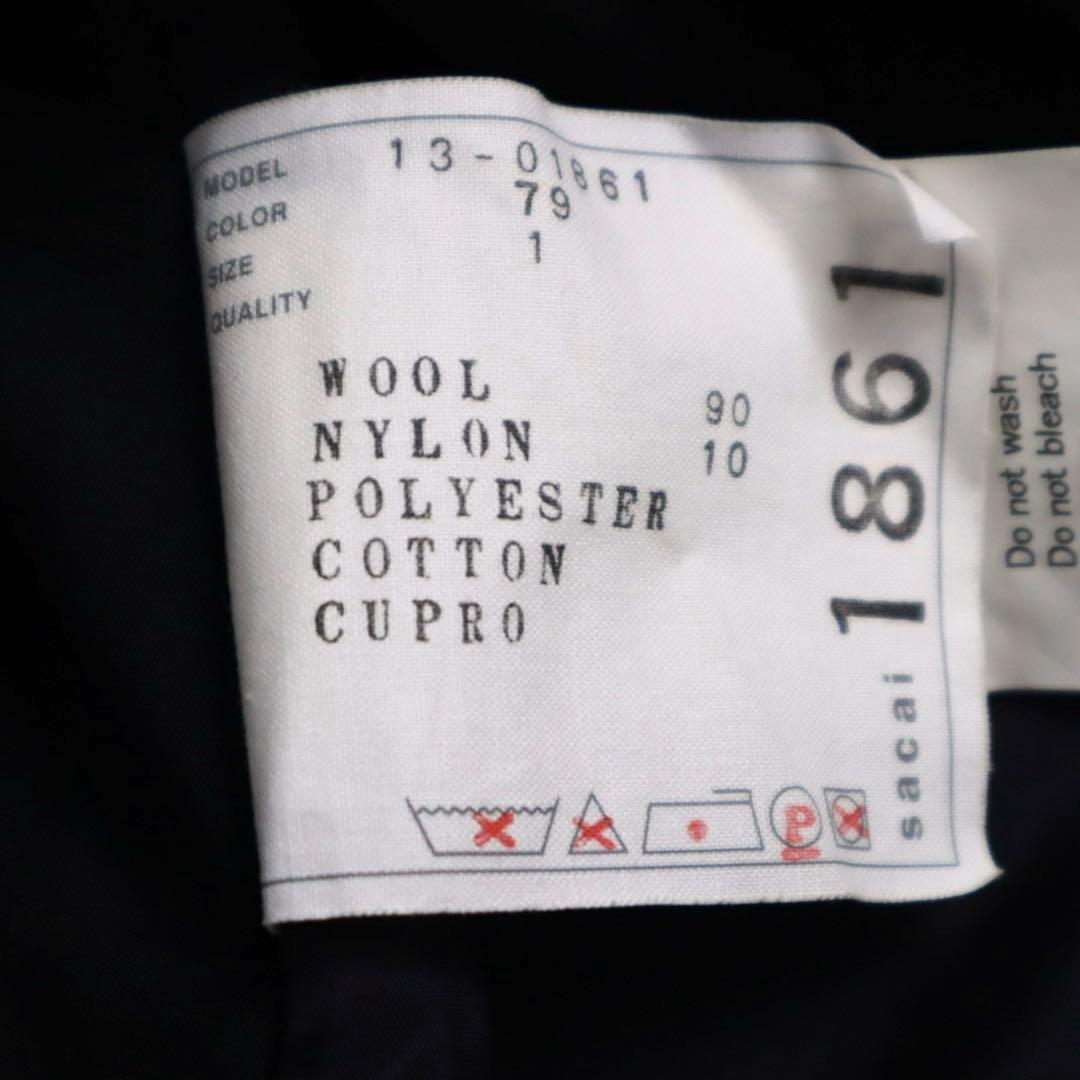 MODEL 13-01861
COLOR 79
SIZE 1
QUALITY
WOOL 90
NYLON 10
POLYESTER
COTTON
CUPRO
P
sacai 1861
Do not wash
Do not bleach